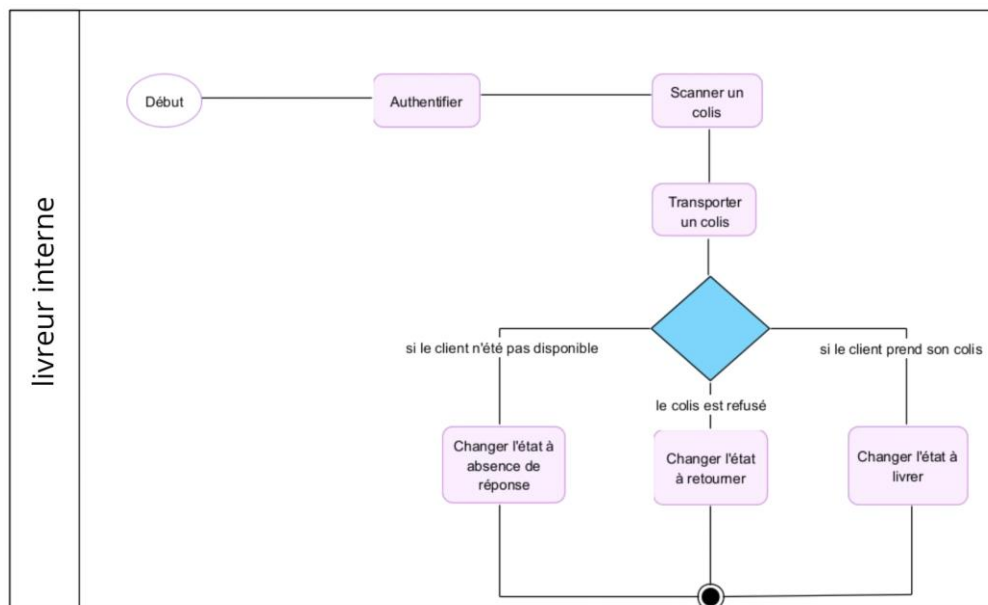 livreur interne
Début
Authentifier
Scanner un
colis
Transporter
un colis
si le client n'été pas disponible
le colis est refusé
si le client prend son colis
Changer l'état à
absence de
réponse
Changer l'état
à retourner
Changer l'état à
livrer